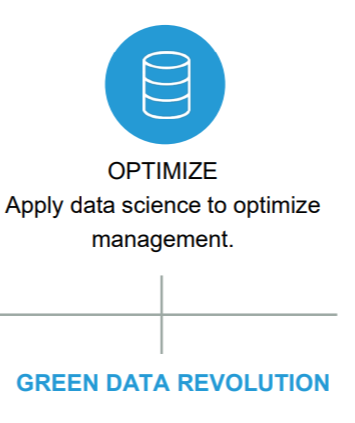 OPTIMIZE
Apply data science to optimize
management.
GREEN DATA REVOLUTION